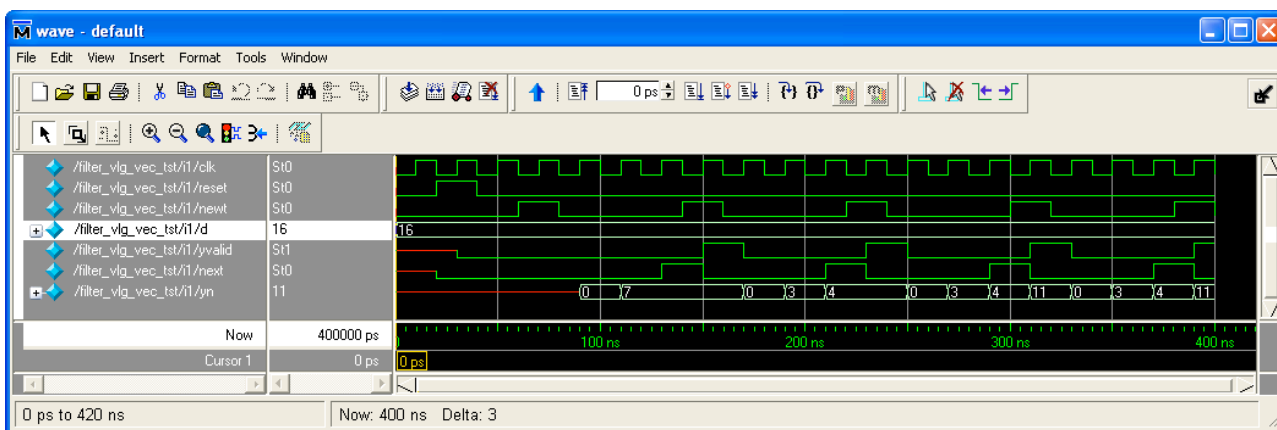 wave - default
File Edit View Insert Format Tools Window
0 ps
/filter_vlg_vec_tst/i1/clk St0
/filter_vlg_vec_tst/i1/reset St0
/filter_vlg_vec_tst/i1/newt St0
/filter_vlg_vec_tst/i1/d 16 16
/filter_vlg_vec_tst/i1/yvalid St1
/filter_vlg_vec_tst/i1/next St0
/filter_vlg_vec_tst/i1/yn 11 0 7 0 3 4 0 3 4 11 0 3 4 11
Now 400000 ps 100 ns 200 ns 300 ns 400 ns
Cursor 1 0 ps 0 ps
0 ps to 420 ns Now: 400 ns Delta: 3